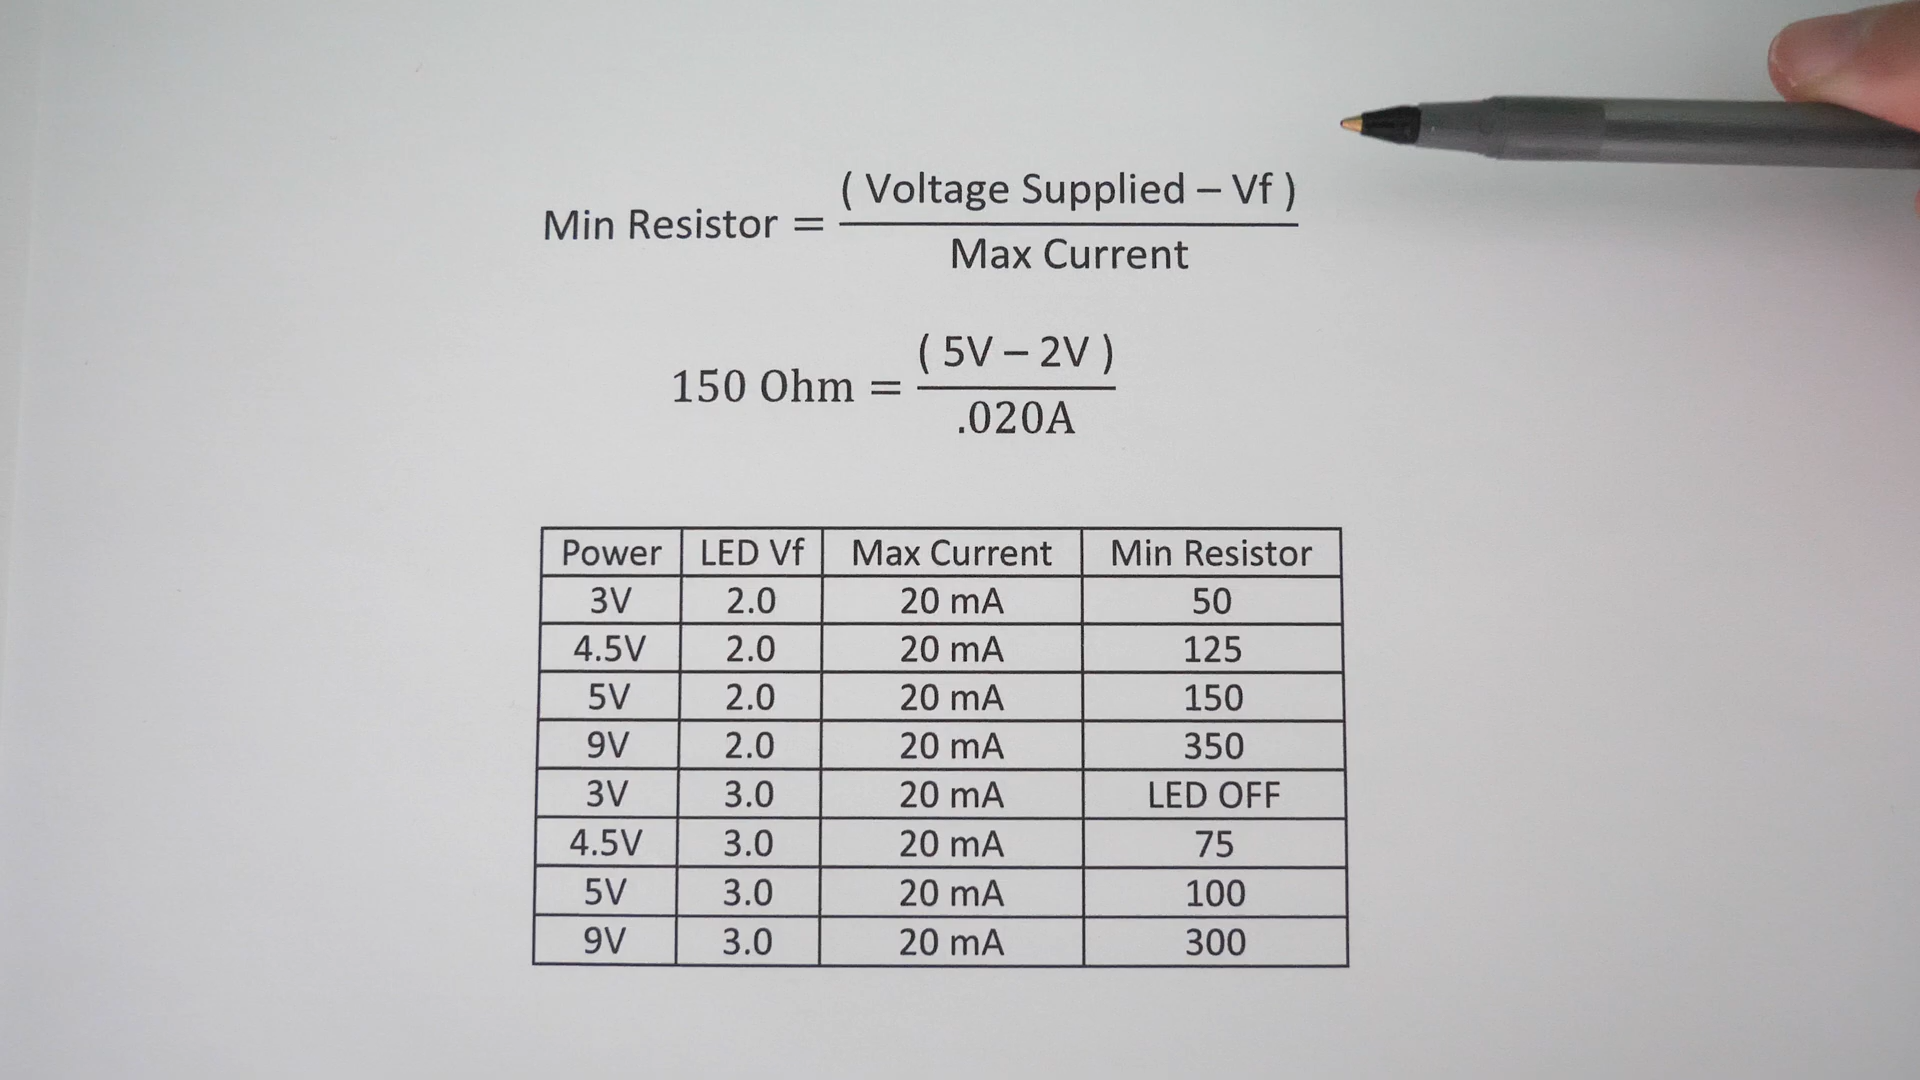 Min Resistor = ( Voltage Supplied – Vf ) / Max Current
150 Ohm = ( 5V – 2V ) / .020A
Power LED Vf Max Current Min Resistor
3V 2.0 20 mA 50
4.5V 2.0 20 mA 125
5V 2.0 20 mA 150
9V 2.0 20 mA 350
3V 3.0 20 mA LED OFF
4.5V 3.0 20 mA 75
5V 3.0 20 mA 100
9V 3.0 20 mA 300